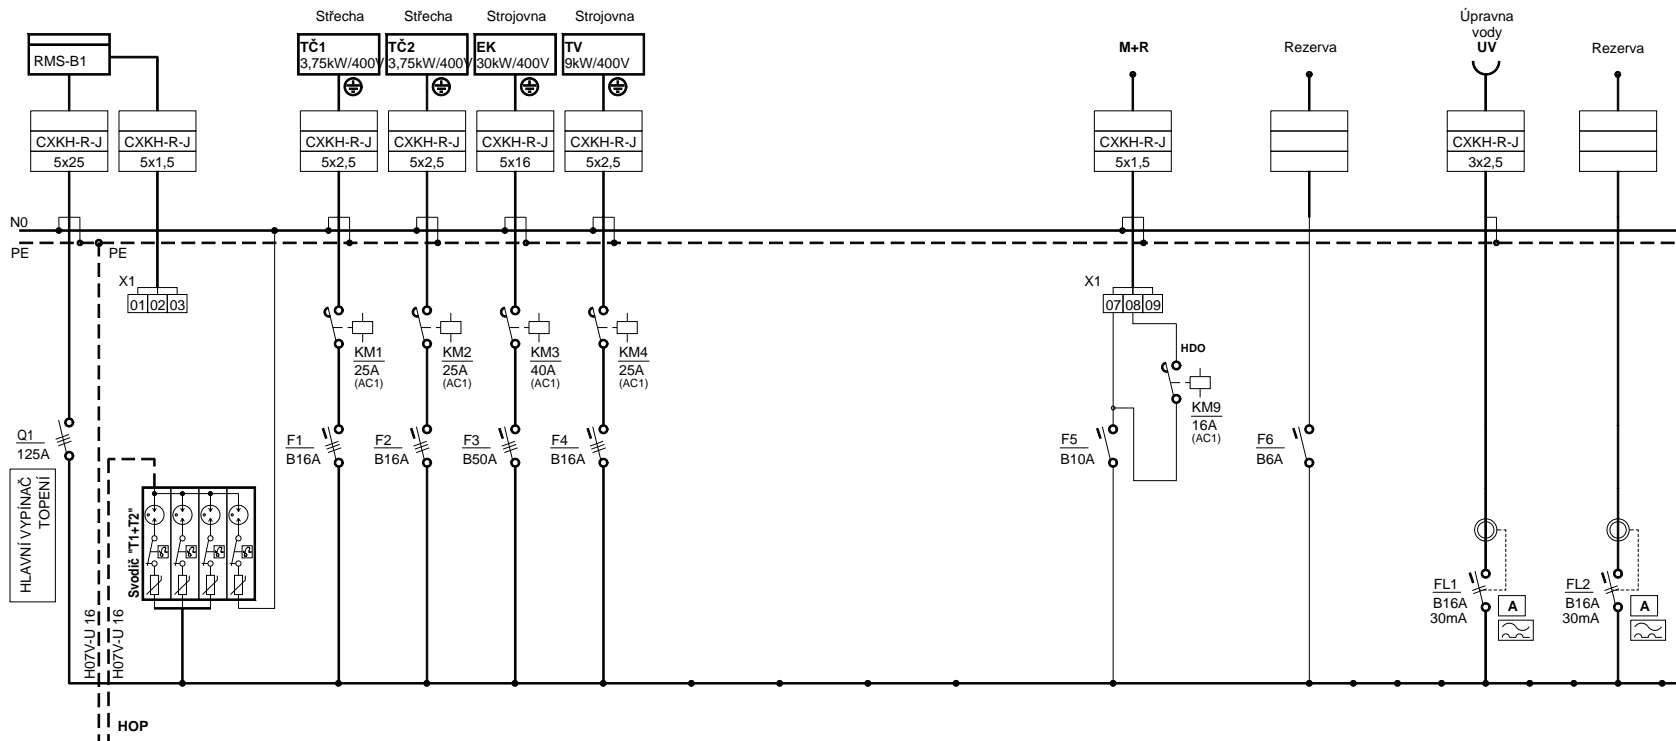 Střecha
Střecha
Strojovna
Strojovna
Úpravna
vody
UV
RMS-B1
TČ1
3,75kW/400V
TČ2
3,75kW/400V
EK
30kW/400V
TV
9kW/400V
M+R
Rezerva
Rezerva
CXKH-R-J
5x25
CXKH-R-J
5x1,5
CXKH-R-J
5x2,5
CXKH-R-J
5x2,5
CXKH-R-J
5x16
CXKH-R-J
5x2,5
CXKH-R-J
5x1,5
CXKH-R-J
3x2,5
N0
PE
PE
X1
01 02 03
X1
07 08 09
KM1
25A
(AC1)
KM2
25A
(AC1)
KM3
40A
(AC1)
KM4
25A
(AC1)
HDO
KM9
16A
(AC1)
Q1
125A
F1
B16A
F2
B16A
F3
B50A
F4
B16A
F5
B10A
F6
B6A
HLAVNÍ VYPÍNAČ
TOPENÍ
H07V-U 16
H07V-U 16
Svodič "T1+T2"
FL1
B16A
30mA
A
FL2
B16A
30mA
A
HOP